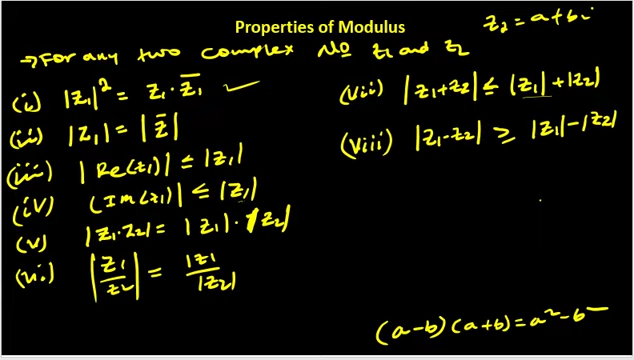 Properties of Modulus
→ For any two complex No z₁ and z₂
z₂ = a+bi
(i) |z₁|² = z₁ · z̄₁ ✓
(ii) |z₁| = |z̄|
(iii) |Re(z₁)| ≤ |z₁|
(iv) |Im(z₁)| ≤ |z₁|
(v) |z₁·z₂| = |z₁| · |z₂|
(vi) |z₁/z₂| = |z₁/|z₂|
(vii) |z₁+z₂| ≤ |z₁|+|z₂|
(viii) |z₁-z₂| ≥ |z₁|-|z₂|
(a-b)(a+b) = a²-b